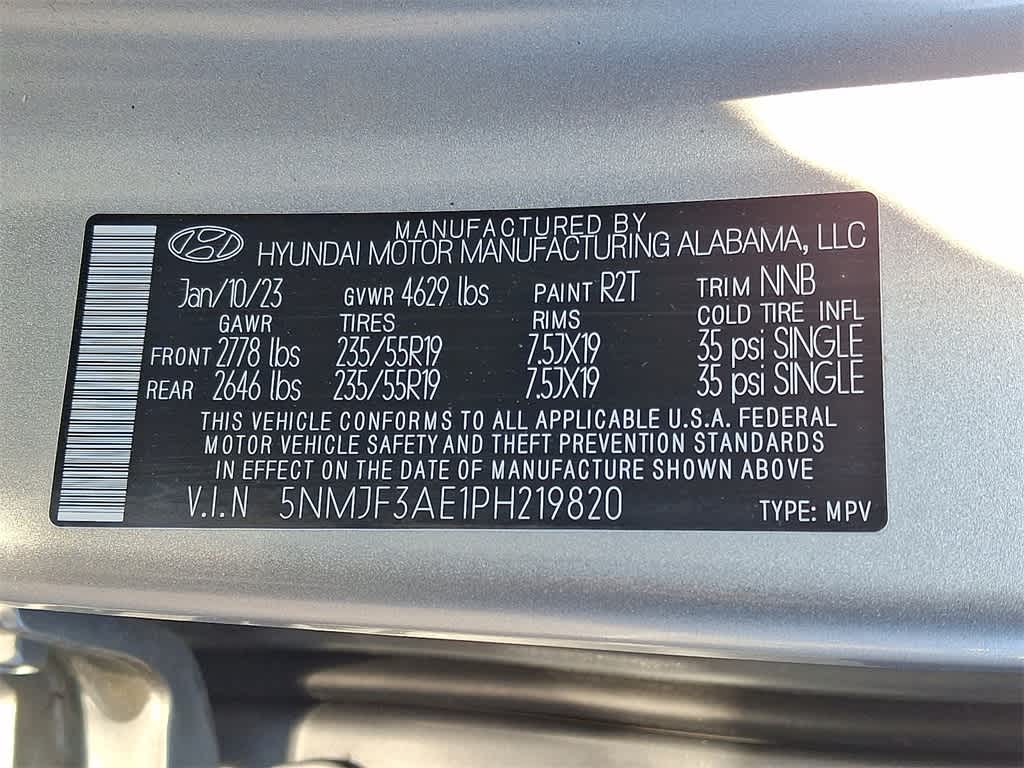 MANUFACTURED BY
HYUNDAI MOTOR MANUFACTURING ALABAMA, LLC
Jan/10/23 GVWR 4629 lbs PAINT R2T TRIM NNB
GAWR TIRES RIMS COLD TIRE INFL
FRONT 2778 lbs 235/55R19 7.5JX19 35 psi SINGLE
REAR 2646 lbs 235/55R19 7.5JX19 35 psi SINGLE
THIS VEHICLE CONFORMS TO ALL APPLICABLE U.S.A. FEDERAL
MOTOR VEHICLE SAFETY AND THEFT PREVENTION STANDARDS
IN EFFECT ON THE DATE OF MANUFACTURE SHOWN ABOVE
V.I.N 5NMJF3AE1PH219820 TYPE: MPV